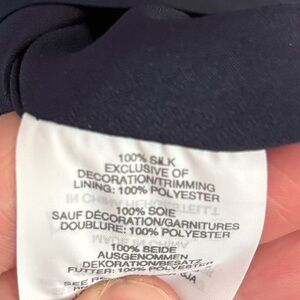 100% SILK
EXCLUSIVE OF
DECORATION/TRIMMING
LINING: 100% POLYESTER
100% SOIE
SAUF DÉCORATION/GARNITURES
DOUBLURE: 100% POLYESTER
100% SEIDE
AUSGENOMMEN
DEKORATION/BESATZ
FUTTER: 100% POLYESTER
SEE